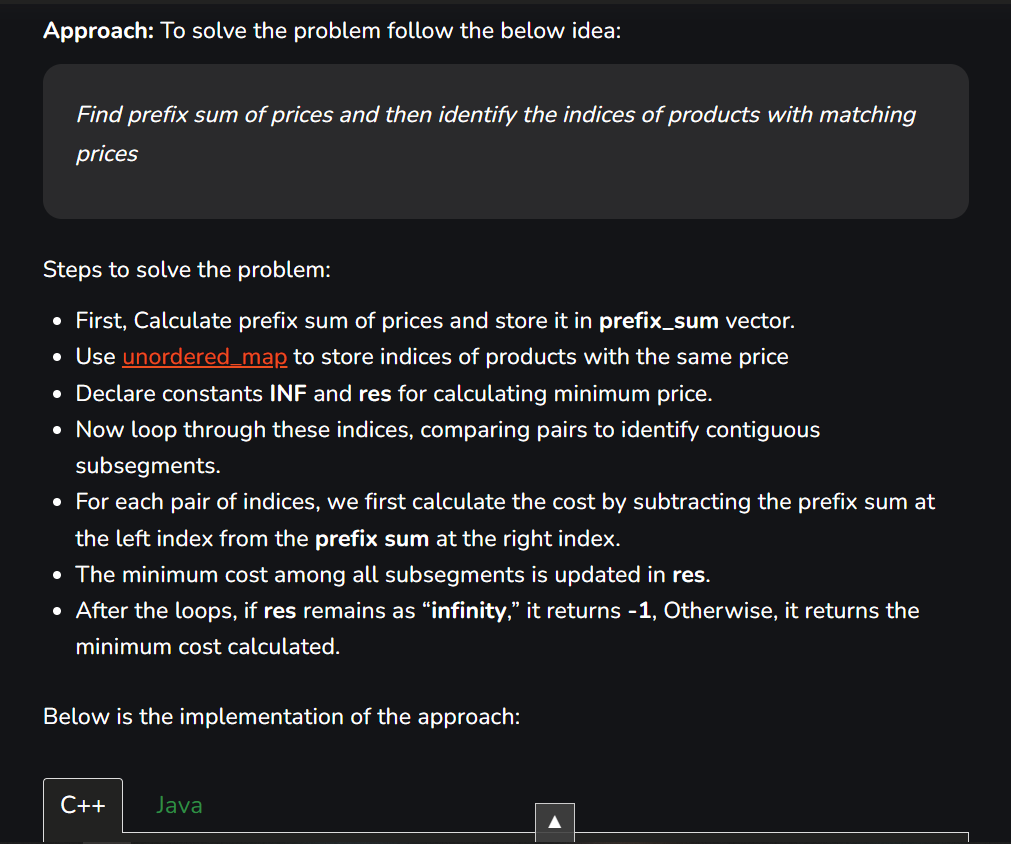 Approach: To solve the problem follow the below idea:
Find prefix sum of prices and then identify the indices of products with matching
prices
Steps to solve the problem:
• First, Calculate prefix sum of prices and store it in prefix_sum vector.
• Use unordered_map to store indices of products with the same price
• Declare constants INF and res for calculating minimum price.
• Now loop through these indices, comparing pairs to identify contiguous
subsegments.
• For each pair of indices, we first calculate the cost by subtracting the prefix sum at
the left index from the prefix sum at the right index.
• The minimum cost among all subsegments is updated in res.
• After the loops, if res remains as “infinity,” it returns -1, Otherwise, it returns the
minimum cost calculated.
Below is the implementation of the approach:
C++ Java